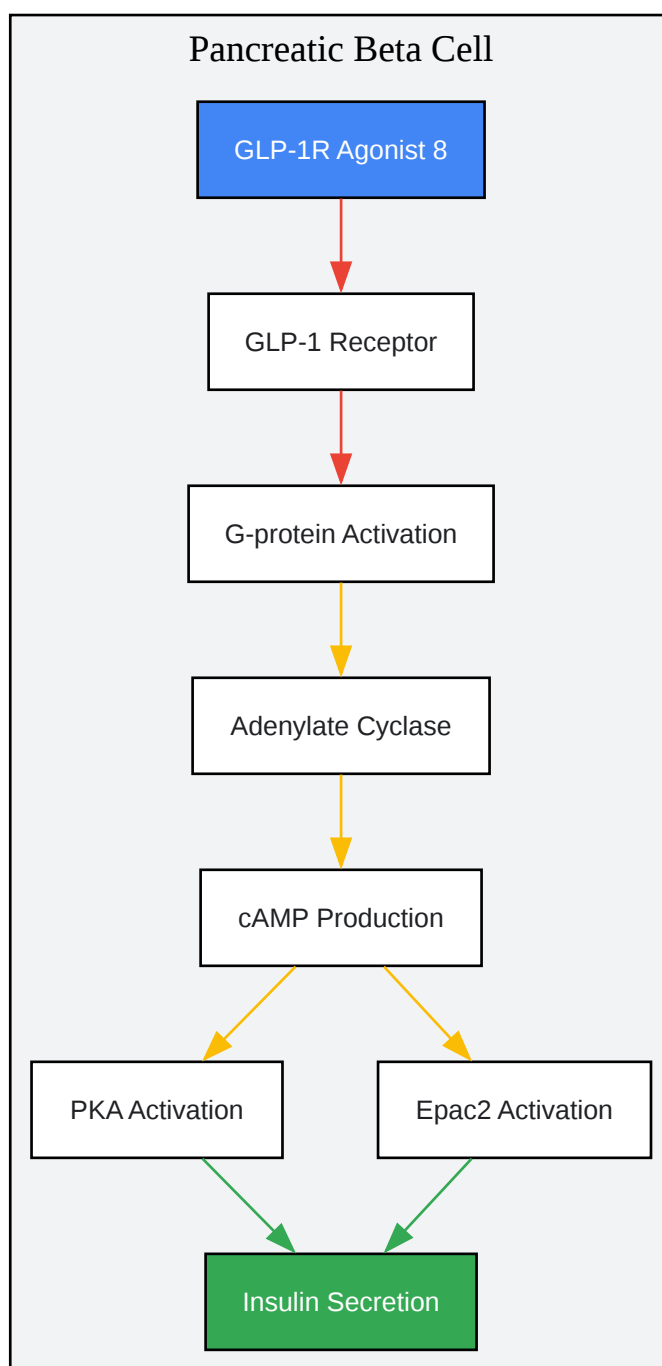 Pancreatic Beta Cell
GLP-1R Agonist 8
GLP-1 Receptor
G-protein Activation
Adenylate Cyclase
cAMP Production
PKA Activation
Epac2 Activation
Insulin Secretion